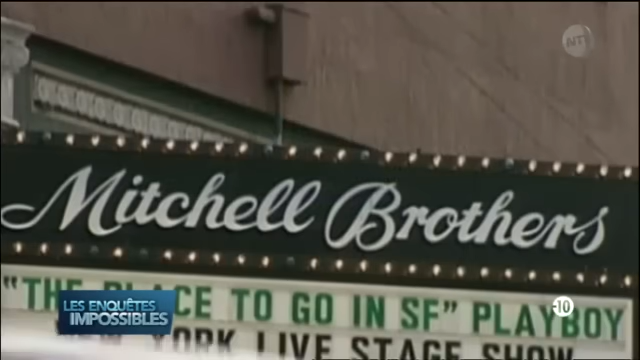 NT1
Mitchell Brothers
"THE PLACE TO GO IN SF" PLAYBOY
LES ENQUÊTES
IMPOSSIBLES
-10
YORK LIVE STAGE SHOW